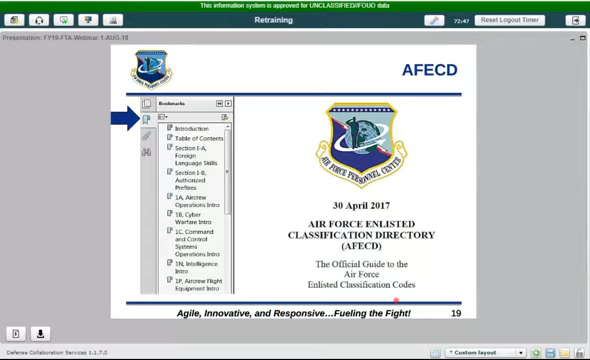 This information system is approved for UNCLASSIFIED//FOUO data
Retraining
72:47
Reset Logout Timer
Presentation: FY19-FTA-Webinar-1-AUG-18
AFECD
Bookmarks
Introduction
Table of Contents
Section I-A,
Foreign
Language Skills
Section I-B,
Authorized
Prefixes
1A, Aircrew
Operations Intro
1B, Cyber
Warfare Intro
1C, Command
and Control
Systems
Operations Intro
1N, Intelligence
Intro
1P, Aircrew Flight
Equipment Intro
AIR FORCE PERSONNEL CENTER
30 April 2017
AIR FORCE ENLISTED
CLASSIFICATION DIRECTORY
(AFECD)
The Official Guide to the
Air Force
Enlisted Classification Codes
Agile, Innovative, and Responsive…Fueling the Fight!
19
Defense Collaboration Services 1.1.7.0
* Custom layout